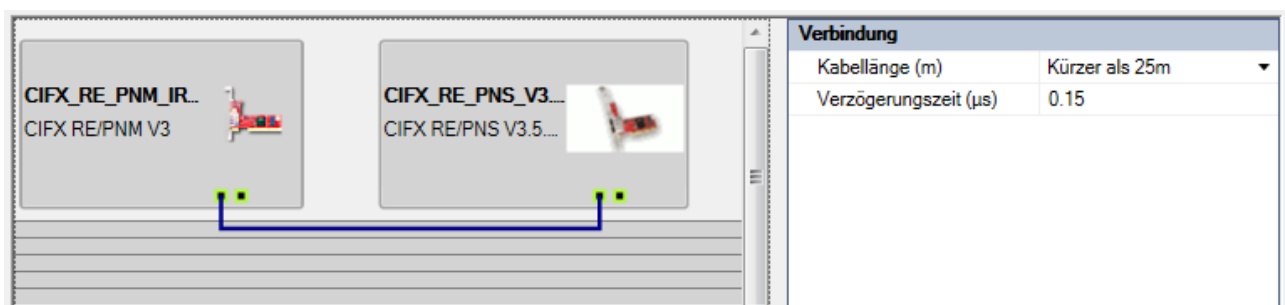 CIFX_RE_PNM_IR...
CIFX RE/PNM V3
CIFX_RE_PNS_V3....
CIFX RE/PNS V3.5....
Verbindung
Kabellänge (m) Kürzer als 25m
Verzögerungszeit (µs) 0.15